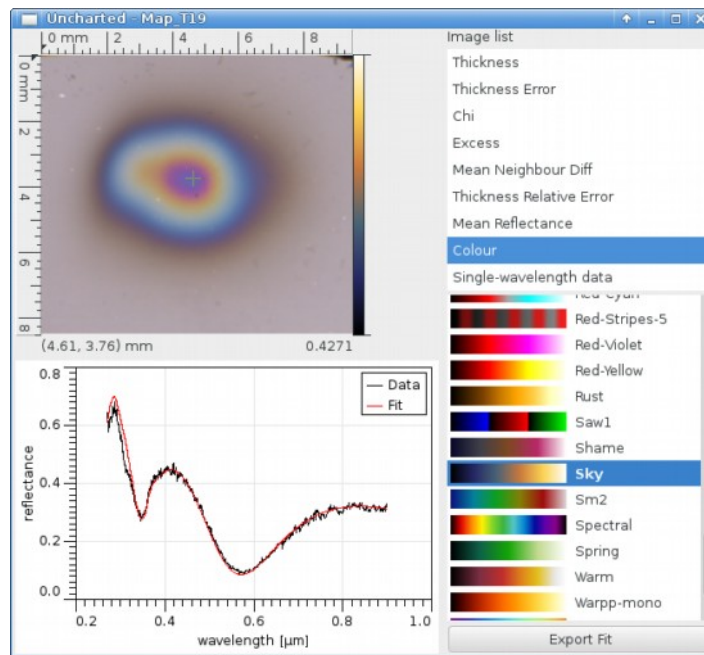 Uncharted - Map_T19
0 mm 2 4 6 8
0 mm
2
4
6
8
(4.61, 3.76) mm 0.4271
Image list
Thickness
Thickness Error
Chi
Excess
Mean Neighbour Diff
Thickness Relative Error
Mean Reflectance
Colour
Single-wavelength data
Red-Cyan
Red-Stripes-5
Red-Violet
Red-Yellow
Rust
Saw1
Shame
Sky
Sm2
Spectral
Spring
Warm
Warpp-mono
Export Fit
0.8
0.6
0.4
0.2
0.0
reflectance
Data
Fit
0.2 0.4 0.6 0.8 1.0
wavelength [µm]